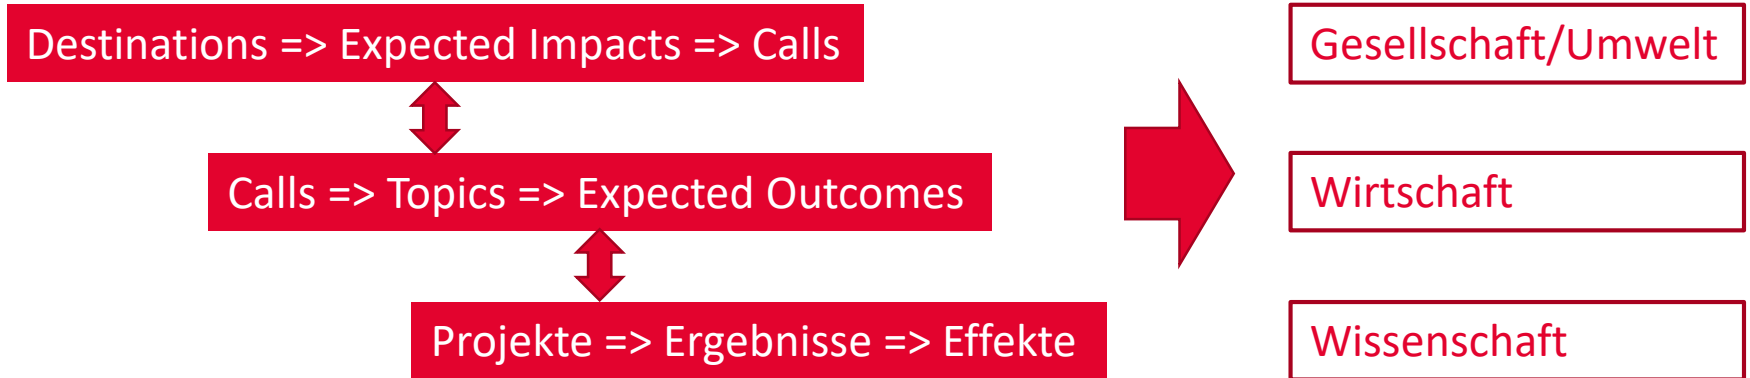 Destinations => Expected Impacts => Calls
Gesellschaft/Umwelt
Calls => Topics => Expected Outcomes
Wirtschaft
Projekte => Ergebnisse => Effekte
Wissenschaft